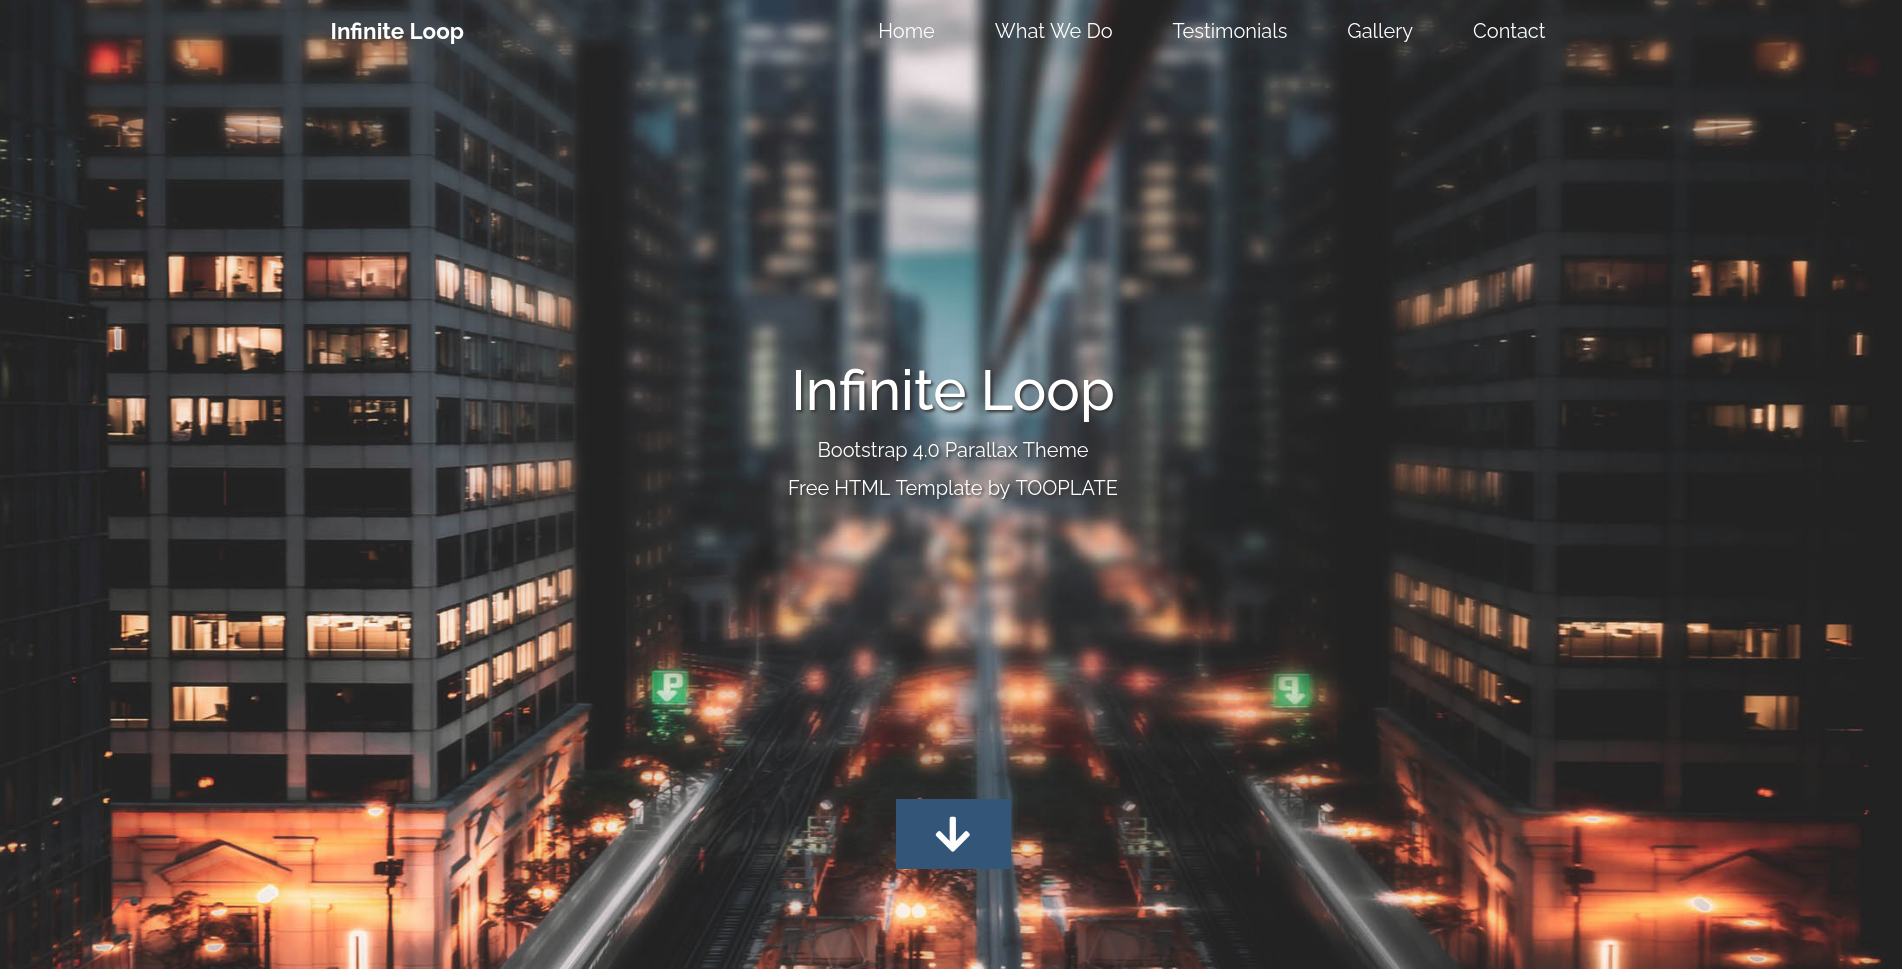 Infinite Loop
Home What We Do Testimonials Gallery Contact
Infinite Loop
Bootstrap 4.0 Parallax Theme
Free HTML Template by TOOPLATE
P